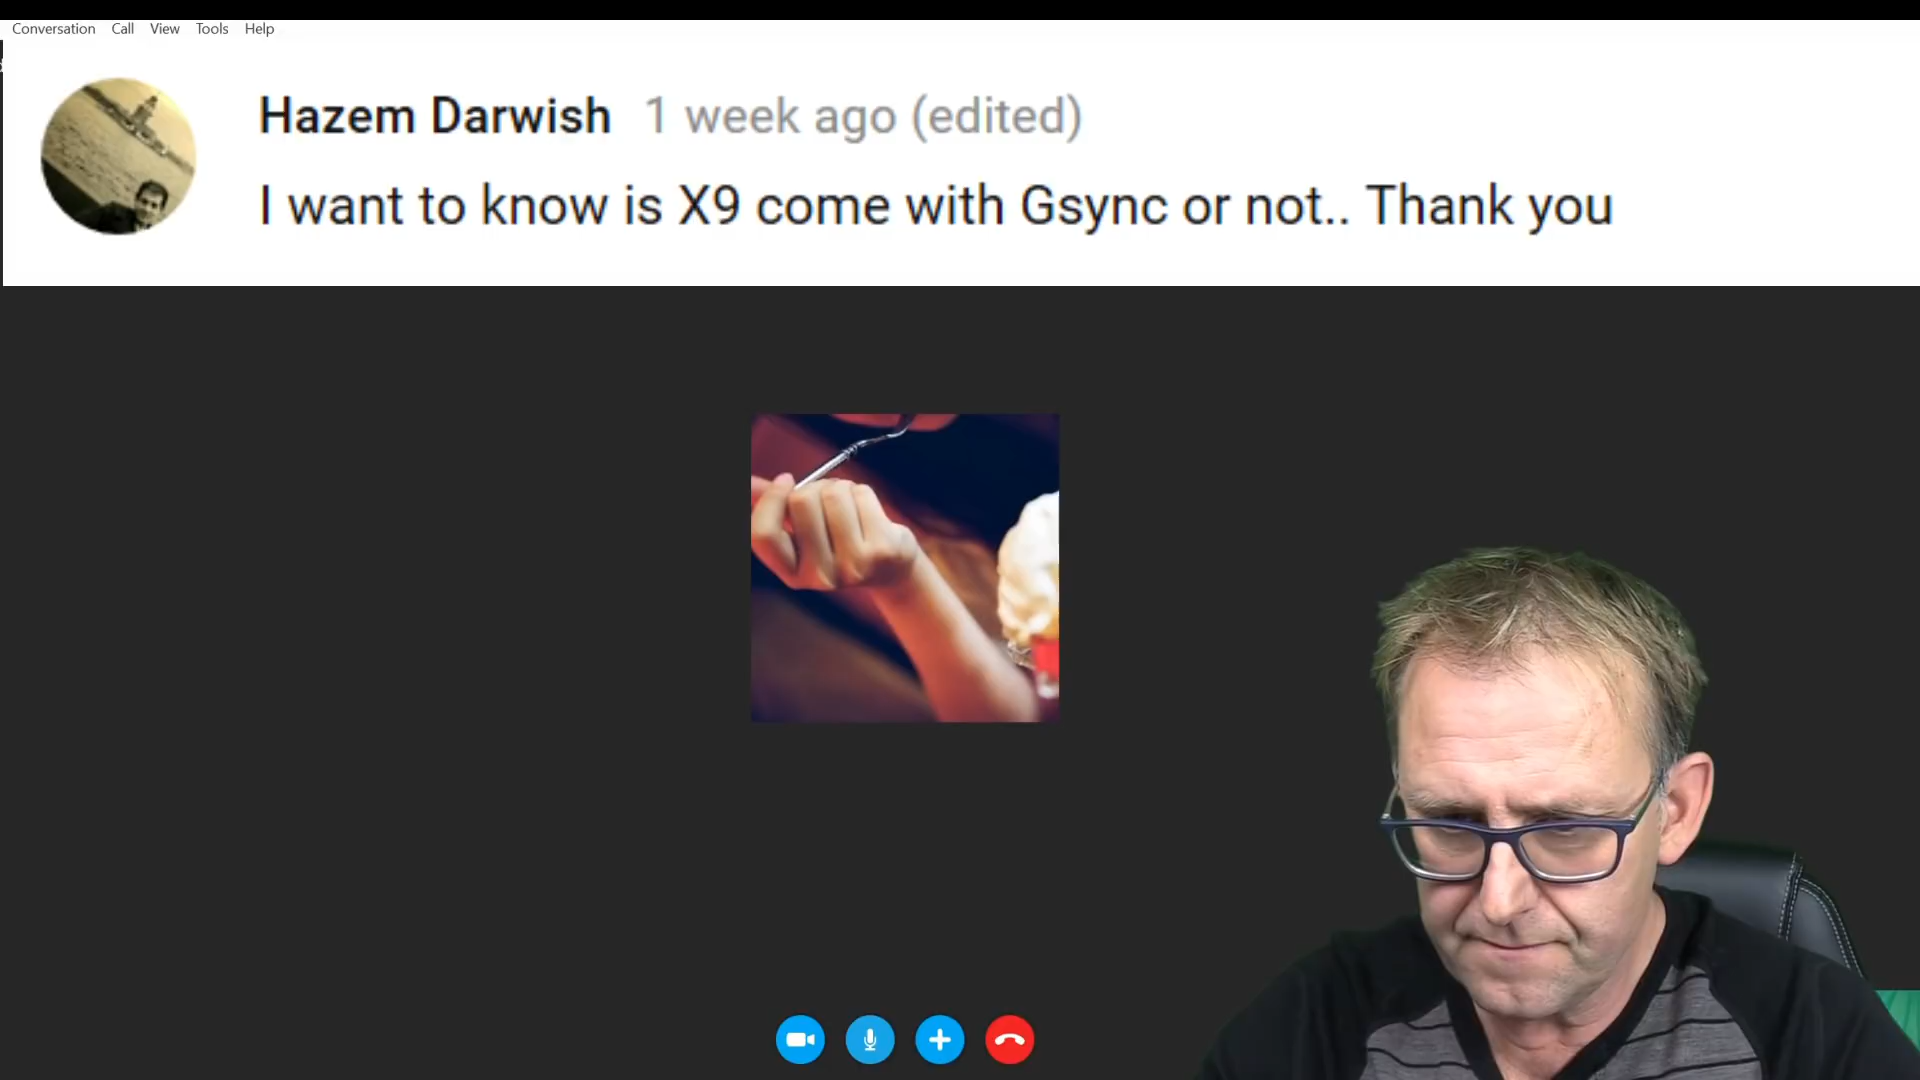 Conversation Call View Tools Help
Hazem Darwish 1 week ago (edited)
I want to know is X9 come with Gsync or not.. Thank you